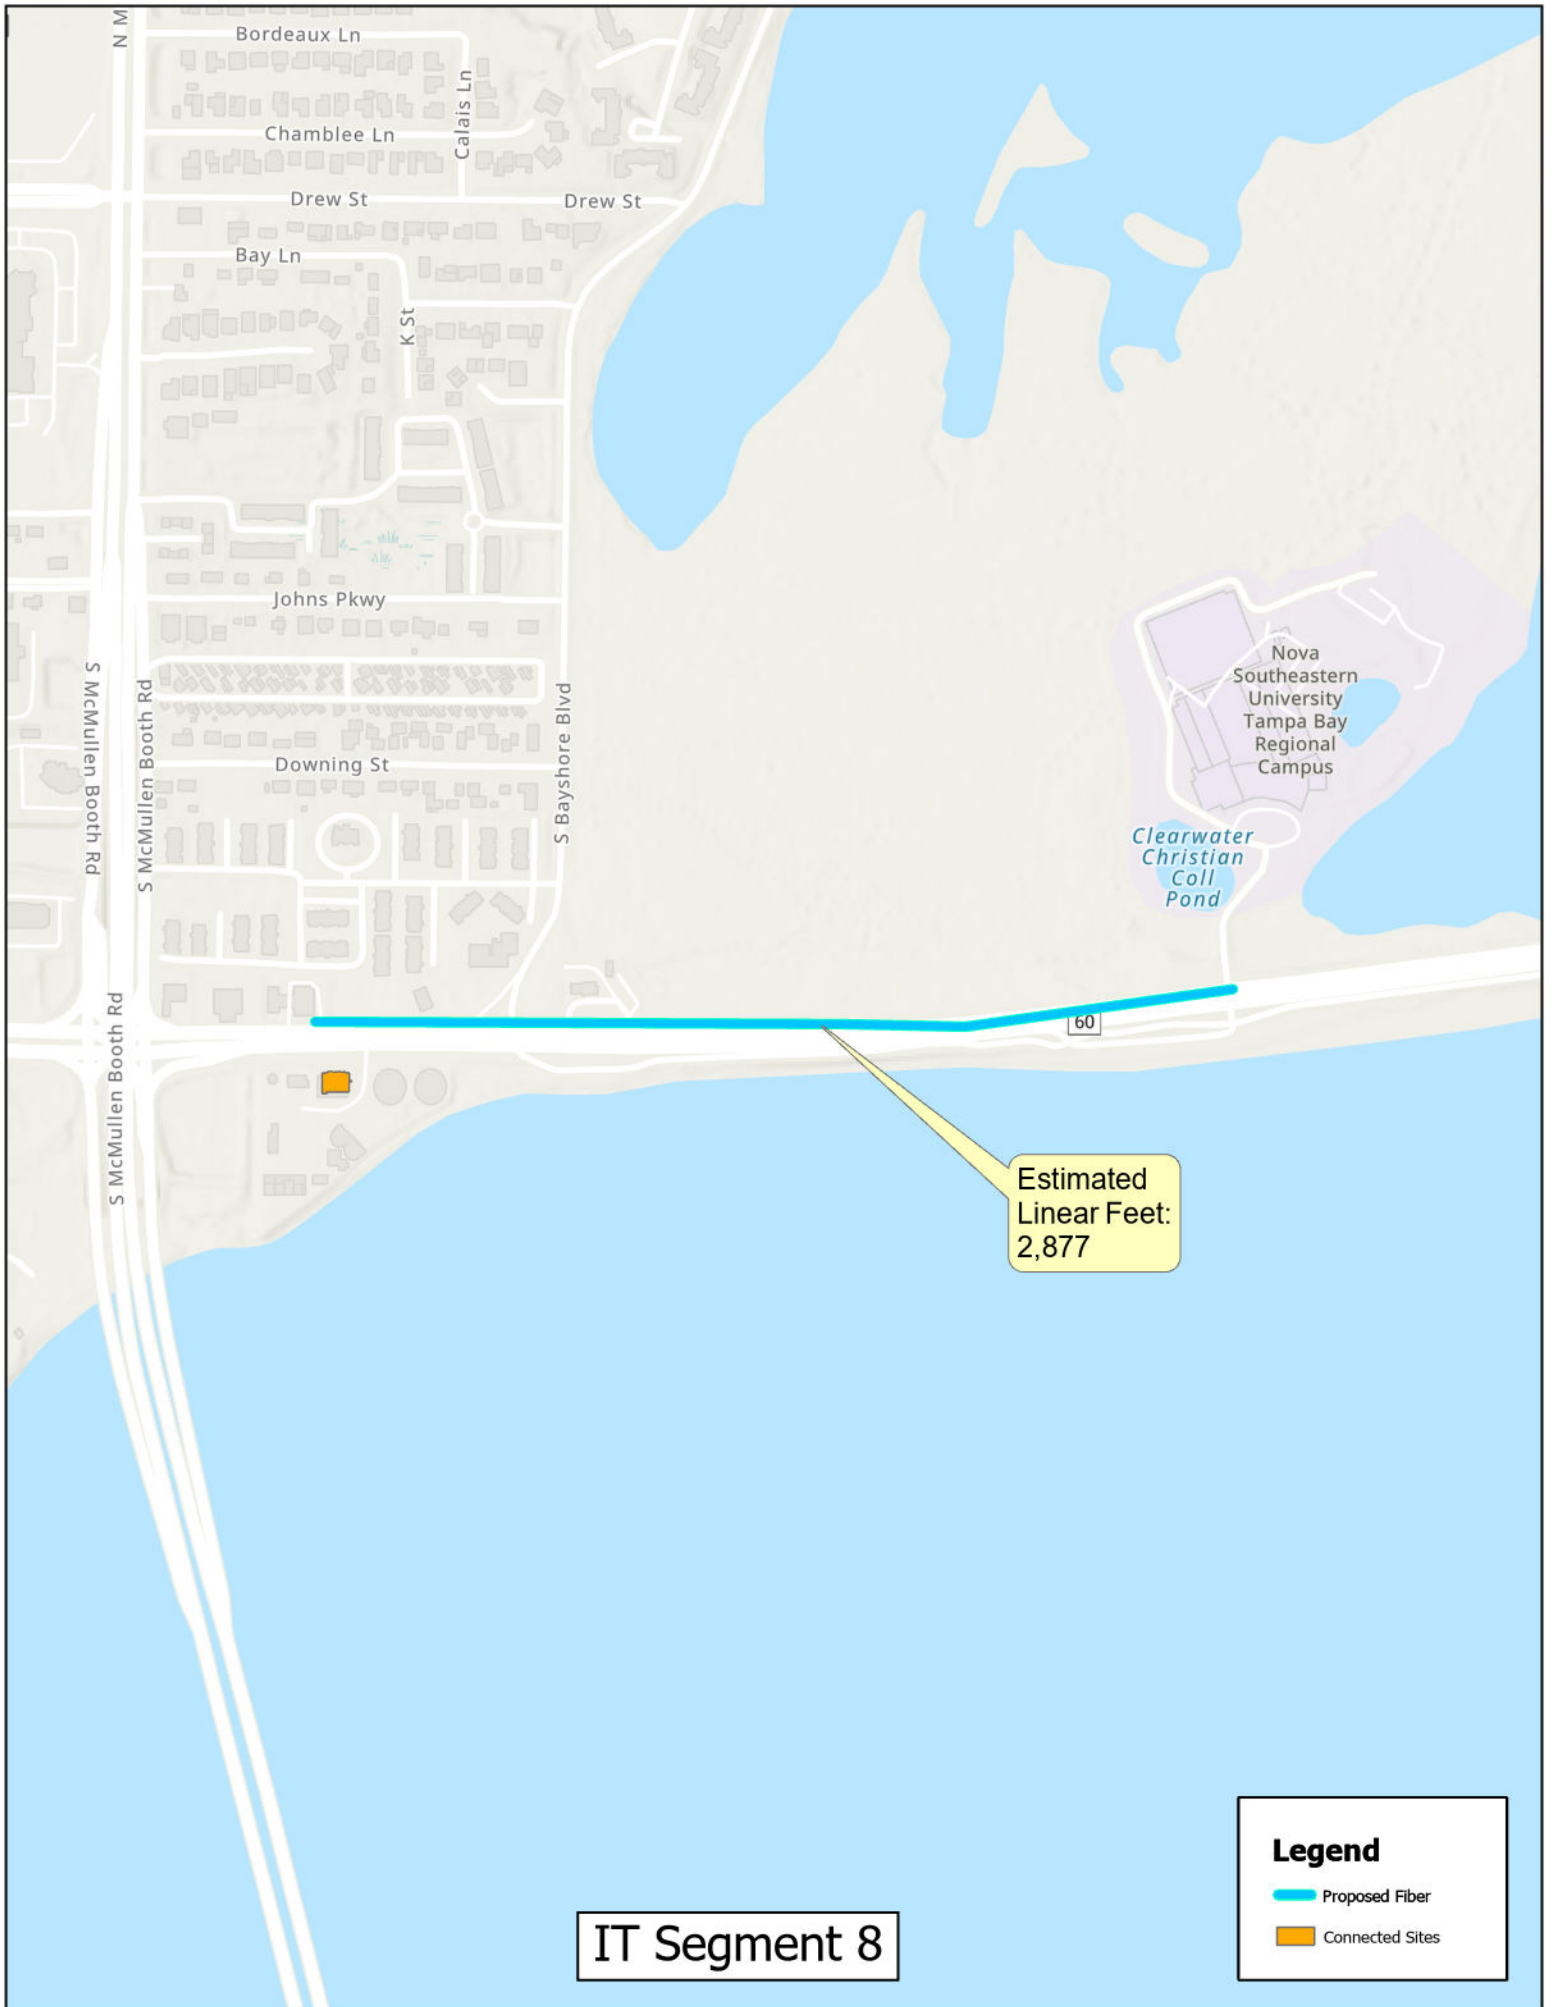 N M
Bordeaux Ln
Calais Ln
Chamblee Ln
Drew St
Drew St
Bay Ln
K St
Johns Pkwy
S McMullen Booth Rd
S McMullen Booth Rd
S Bayshore Blvd
Nova
Southeastern
University
Tampa Bay
Regional
Campus
Downing St
Clearwater
Christian
Coll
Pond
S McMullen Booth Rd
60
Estimated
Linear Feet:
2,877
Legend
Proposed Fiber
Connected Sites
IT Segment 8